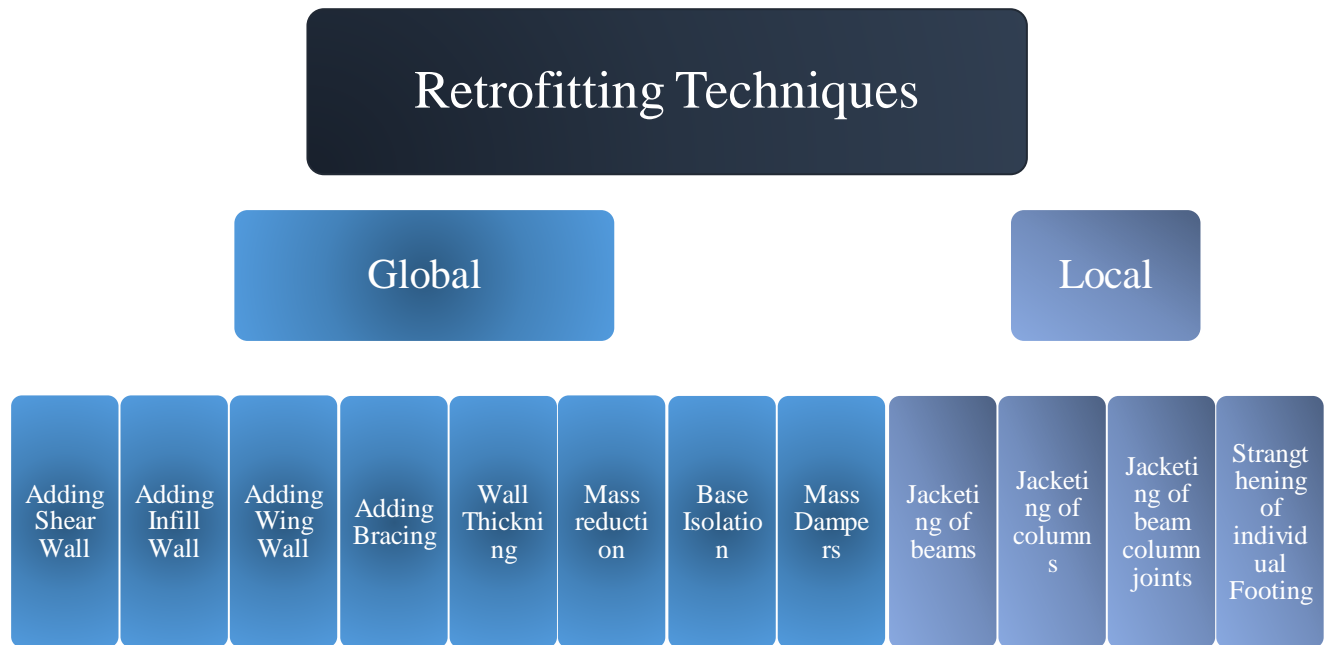 Retrofitting Techniques
Global
Local
Adding
Shear
Wall
Adding
Infill
Wall
Adding
Wing
Wall
Adding
Bracing
Wall
Thickni
ng
Mass
reducti
on
Base
Isolatio
n
Mass
Dampe
rs
Jacketi
ng of
beams
Jacketi
ng of
column
s
Jacketi
ng of
beam
column
joints
Strangt
hening
of
individ
ual
Footing